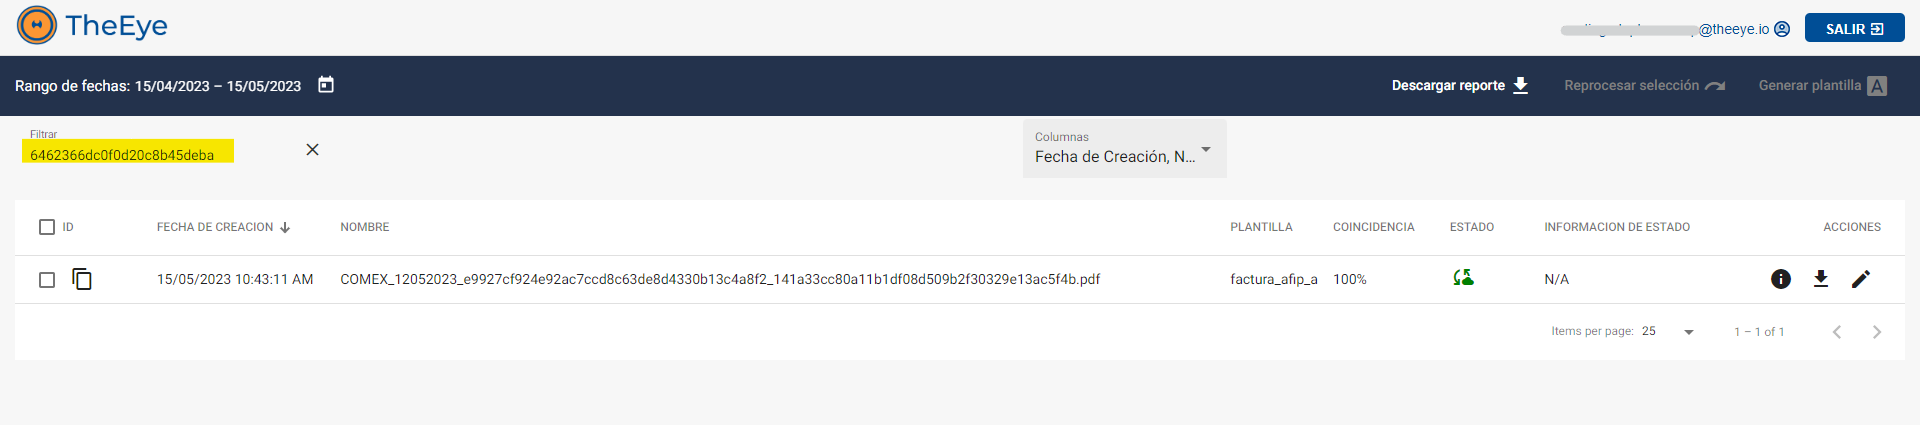 TheEye
@theeye.io
SALIR
Rango de fechas: 15/04/2023 – 15/05/2023
Descargar reporte
Reprocesar selección
Generar plantilla A
Filtrar
6462366dc0f0d20c8b45deba
Columnas
Fecha de Creación, N...
ID FECHA DE CREACION NOMBRE PLANTILLA COINCIDENCIA ESTADO INFORMACION DE ESTADO ACCIONES
15/05/2023 10:43:11 AM COMEX_12052023_e9927cf924e92ac7ccd8c63de8d4330b13c4a8f2_141a33cc80a11b1df08d509b2f30329e13ac5f4b.pdf factura_afip_a 100% N/A
Items per page: 25 1 – 1 of 1